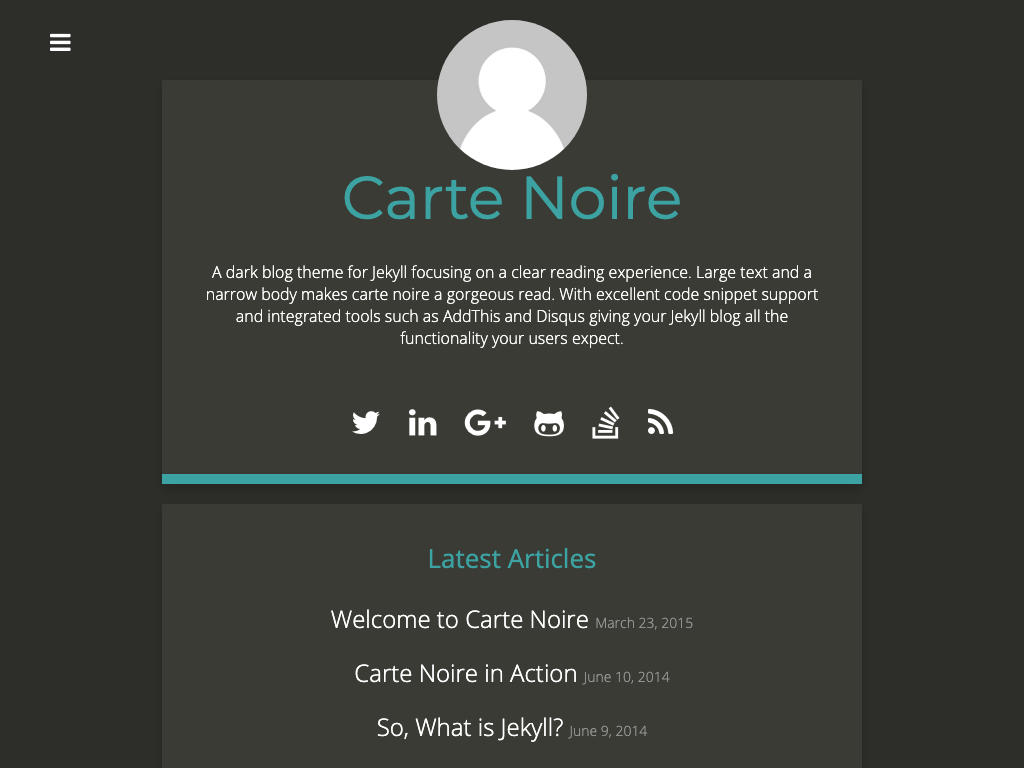 Carte Noire
A dark blog theme for Jekyll focusing on a clear reading experience. Large text and a
narrow body makes carte noire a gorgeous read. With excellent code snippet support
and integrated tools such as AddThis and Disqus giving your Jekyll blog all the
functionality your users expect.
Latest Articles
Welcome to Carte Noire March 23, 2015
Carte Noire in Action June 10, 2014
So, What is Jekyll? June 9, 2014